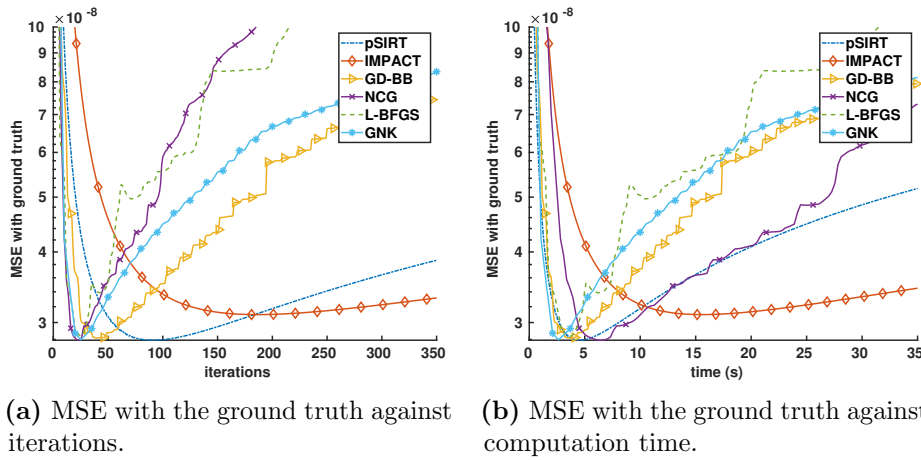 ×10 -8
10
9
8
7
6
5
4
3
MSE with ground truth
0 50 100 150 200 250 300 350
iterations
pSIRT
IMPACT
GD-BB
NCG
L-BFGS
GNK
×10 -8
10
9
8
7
6
5
4
3
MSE with ground truth
0 5 10 15 20 25 30 35
time (s)
pSIRT
IMPACT
GD-BB
NCG
L-BFGS
GNK
(a) MSE with the ground truth against
iterations.
(b) MSE with the ground truth against
computation time.